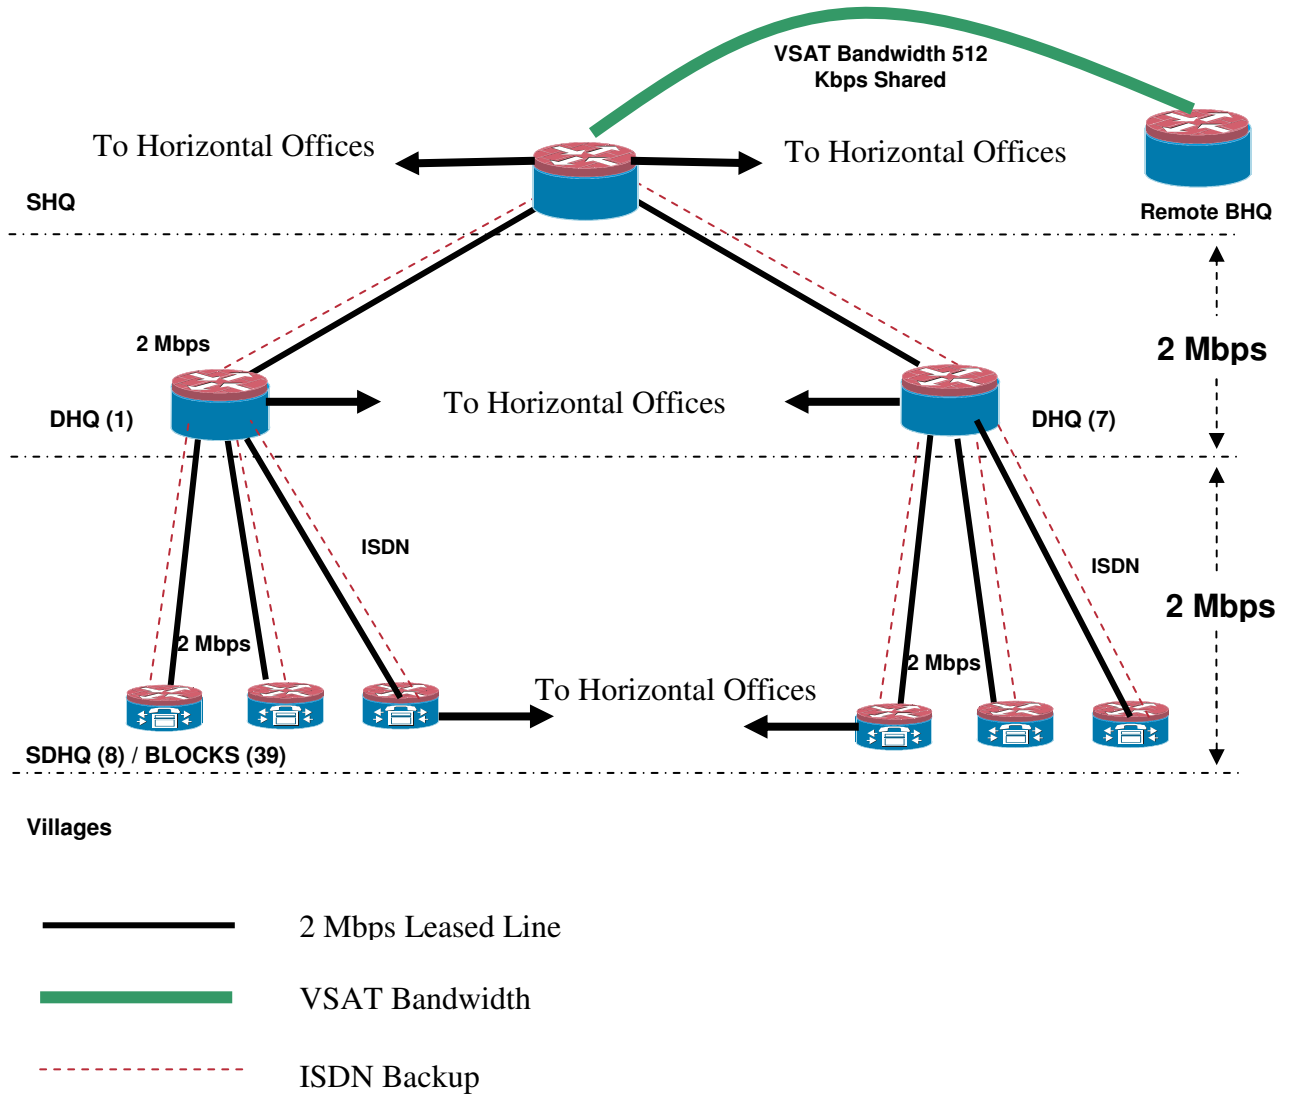 VSAT Bandwidth 512
Kbps Shared
To Horizontal Offices
To Horizontal Offices
SHQ
Remote BHQ
2 Mbps
2 Mbps
DHQ (1)
To Horizontal Offices
DHQ (7)
ISDN
ISDN
2 Mbps
2 Mbps
2 Mbps
To Horizontal Offices
SDHQ (8) / BLOCKS (39)
Villages
2 Mbps Leased Line
VSAT Bandwidth
ISDN Backup